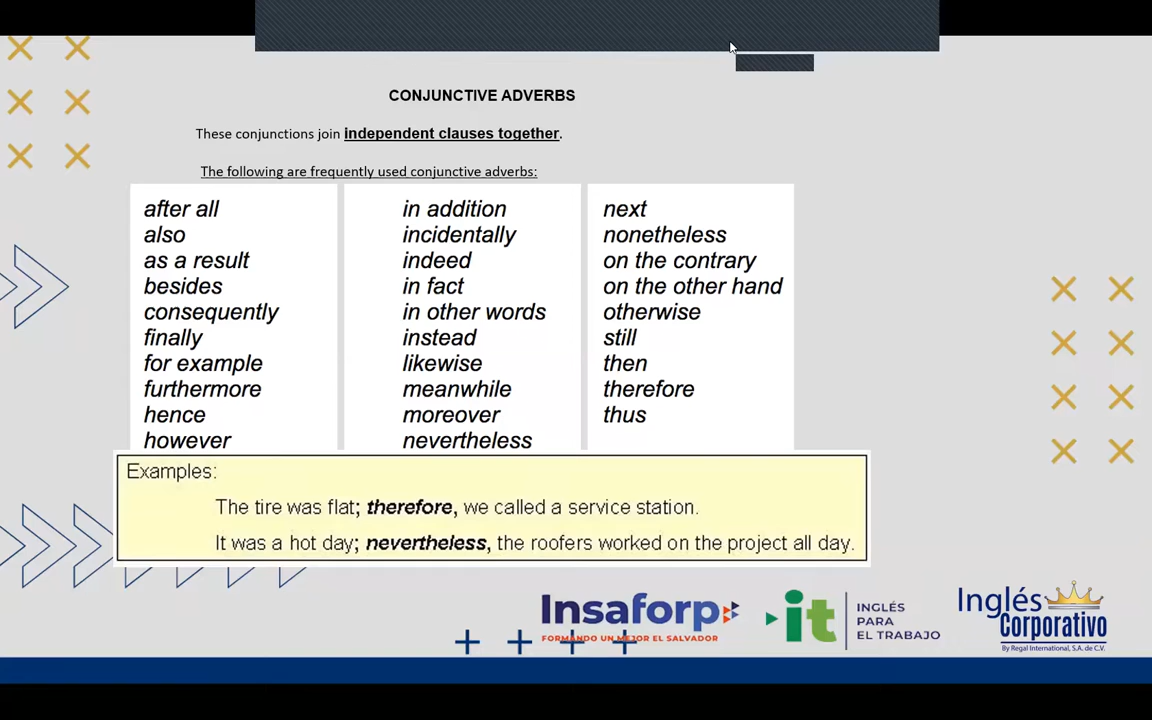 CONJUNCTIVE ADVERBS
These conjunctions join independent clauses together.
The following are frequently used conjunctive adverbs:
after all
also
as a result
besides
consequently
finally
for example
furthermore
hence
however
in addition
incidentally
indeed
in fact
in other words
instead
likewise
meanwhile
moreover
nevertheless
next
nonetheless
on the contrary
on the other hand
otherwise
still
then
therefore
thus
Examples:
The tire was flat; therefore, we called a service station.
It was a hot day; nevertheless, the roofers worked on the project all day.
Insaforp
FORMANDO UN MEJOR EL SALVADOR
it
INGLÉS
PARA
EL TRABAJO
Inglés
Corporativo
By Regal International, S.A. de C.V.